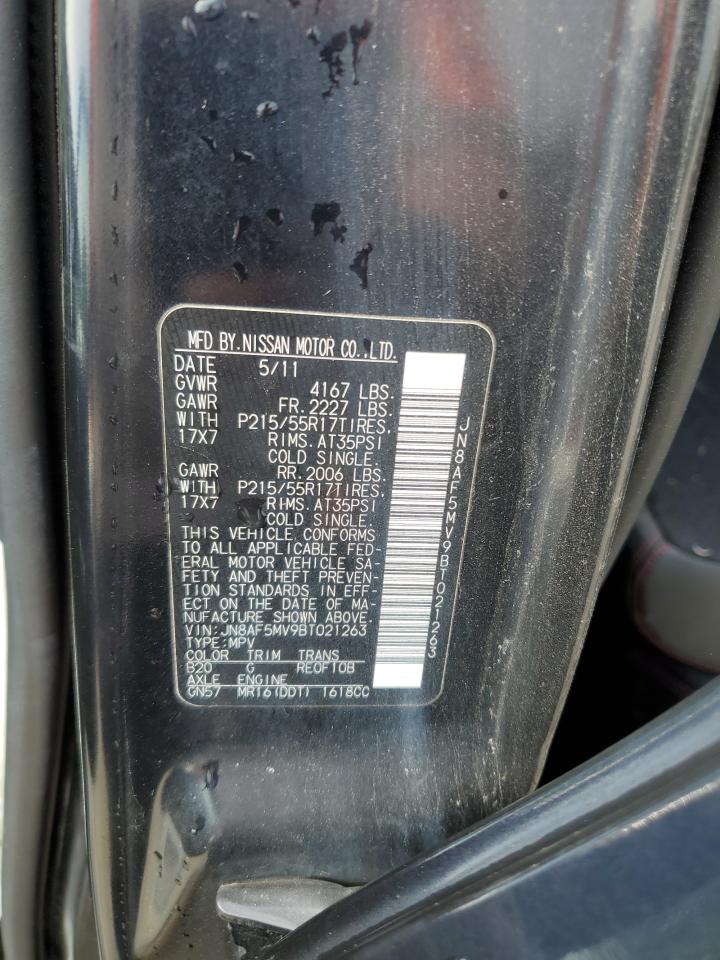 MFD BY.NISSAN MOTOR CO.,LTD.
DATE 5/11
GVWR 4167 LBS.
GAWR FR. 2227 LBS.
WITH P215/55R17TIRES,
17X7 RIMS. AT35PSI
COLD SINGLE.
GAWR RR. 2006 LBS.
WITH P215/55R17TIRES,
17X7 RIMS. AT35PSI
COLD SINGLE.
THIS VEHICLE CONFORMS
TO ALL APPLICABLE FED-
ERAL MOTOR VEHICLE SA-
FETY AND THEFT PREVEN-
TION STANDARDS IN EFF-
ECT ON THE DATE OF MA-
NUFACTURE SHOWN ABOVE.
VIN:JN8AF5MV9BT021263
TYPE:MPV
COLOR TRIM TRANS
B20 G RE0F10B
AXLE ENGINE
GN57 MR16(DDT) 1618CC
JN8AF5MV9BT021263